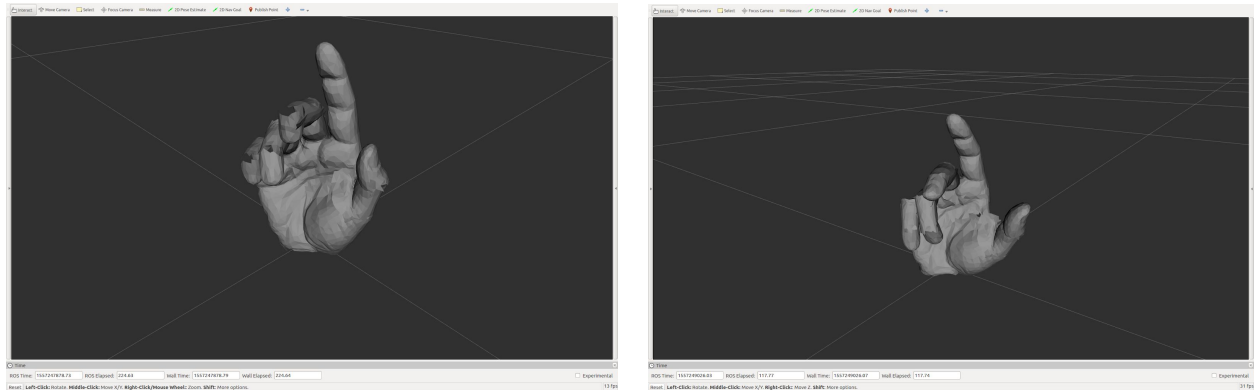 Interact Move Camera Select Focus Camera Measure 2D Pose Estimate 2D Nav Goal Publish Point
Time
ROS Time: 1557247878.73 ROS Elapsed: 224.63 Wall Time: 1557247878.79 Wall Elapsed: 224.64 Experimental
Reset Left-Click: Rotate. Middle-Click: Move X/Y. Right-Click/Mouse Wheel: Zoom. Shift: More options. 13 fps
Interact Move Camera Select Focus Camera Measure 2D Pose Estimate 2D Nav Goal Publish Point
Time
ROS Time: 1557249026.03 ROS Elapsed: 117.77 Wall Time: 1557249026.07 Wall Elapsed: 117.74 Experimental
Reset Left-Click: Rotate. Middle-Click: Move X/Y. Right-Click: Move Z. Shift: More options. 31 fps